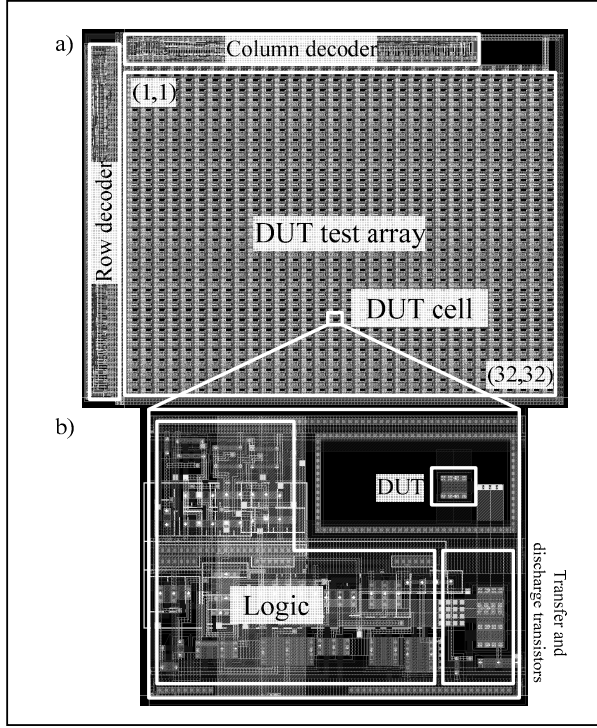 a)
Column decoder
(1,1)
Row decoder
DUT test array
DUT cell
(32,32)
b)
DUT
Logic
Transfer and
discharge transistors